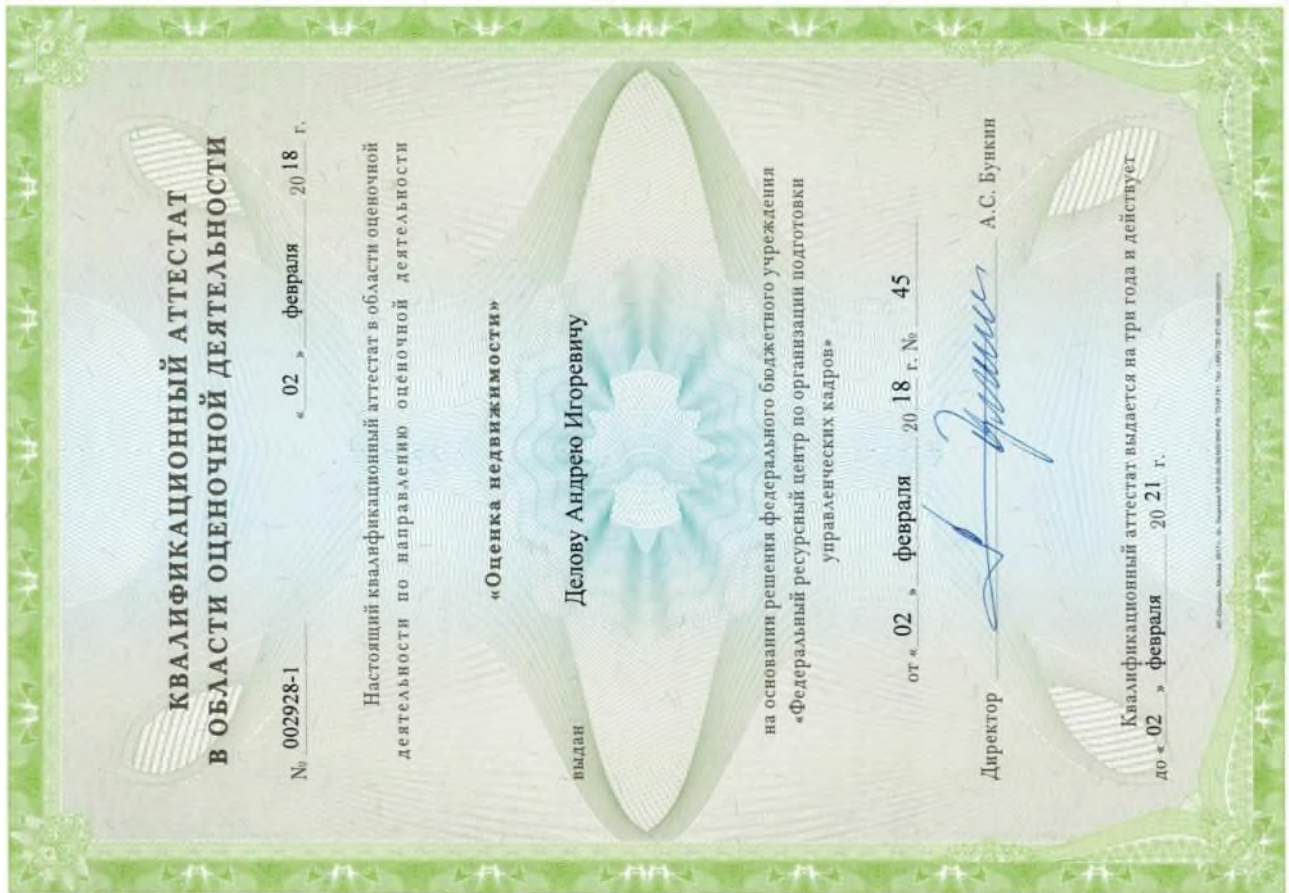 КВАЛИФИКАЦИОННЫЙ АТТЕСТАТ
В ОБЛАСТИ ОЦЕНОЧНОЙ ДЕЯТЕЛЬНОСТИ
№ 002928-1 « 02 » февраля 20 18 г.
Настоящий квалификационный аттестат в области оценочной
деятельности по направлению оценочной деятельности
«Оценка недвижимости»
выдан Делову Андрею Игоревичу
на основании решения федерального бюджетного учреждения
«Федеральный ресурсный центр по организации подготовки
управленческих кадров»
от « 02 » февраля 20 18 г. № 45
Директор А.С. Бункин
Квалификационный аттестат выдается на три года и действует
до « 02 » февраля 20 21 г.